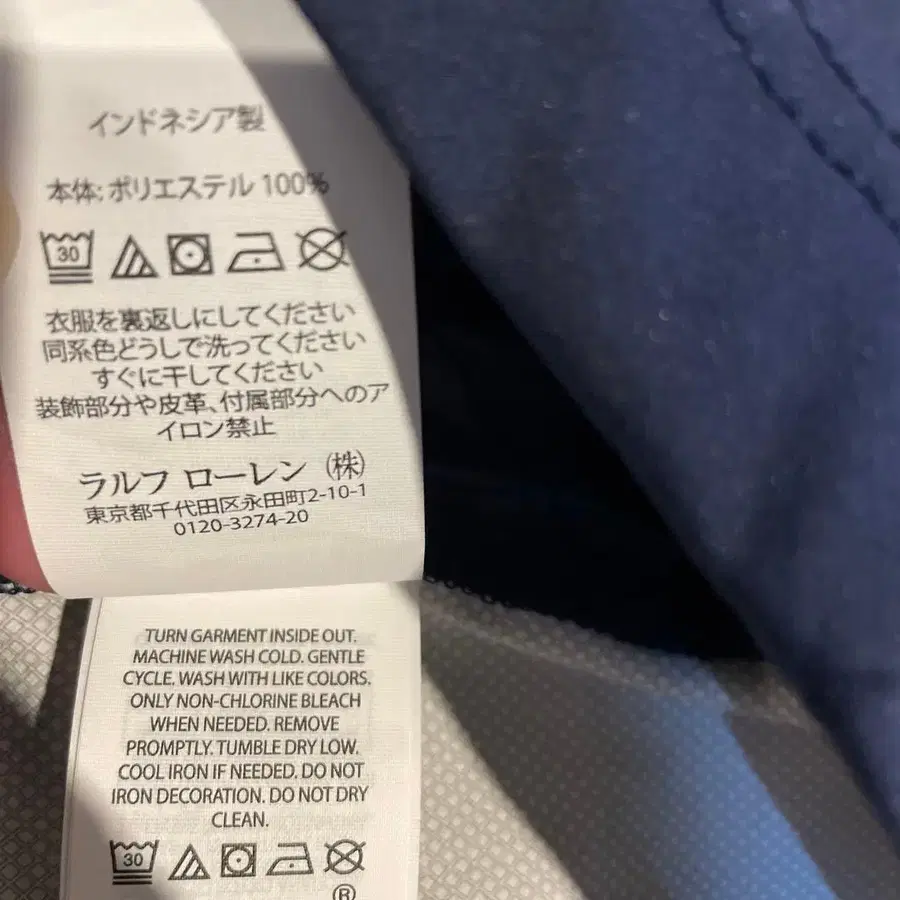 インドネシア製
本体: ポリエステル 100%
30
衣服を裏返しにしてください
同系色どうしで洗ってください
すぐに干してください
装飾部分や皮革、付属部分へのア
イロン禁止
ラルフ ローレン (株)
東京都千代田区永田町2-10-1
0120-3274-20
TURN GARMENT INSIDE OUT.
MACHINE WASH COLD. GENTLE
CYCLE. WASH WITH LIKE COLORS.
ONLY NON-CHLORINE BLEACH
WHEN NEEDED. REMOVE
PROMPTLY. TUMBLE DRY LOW.
COOL IRON IF NEEDED. DO NOT
IRON DECORATION. DO NOT DRY
CLEAN.
30
®